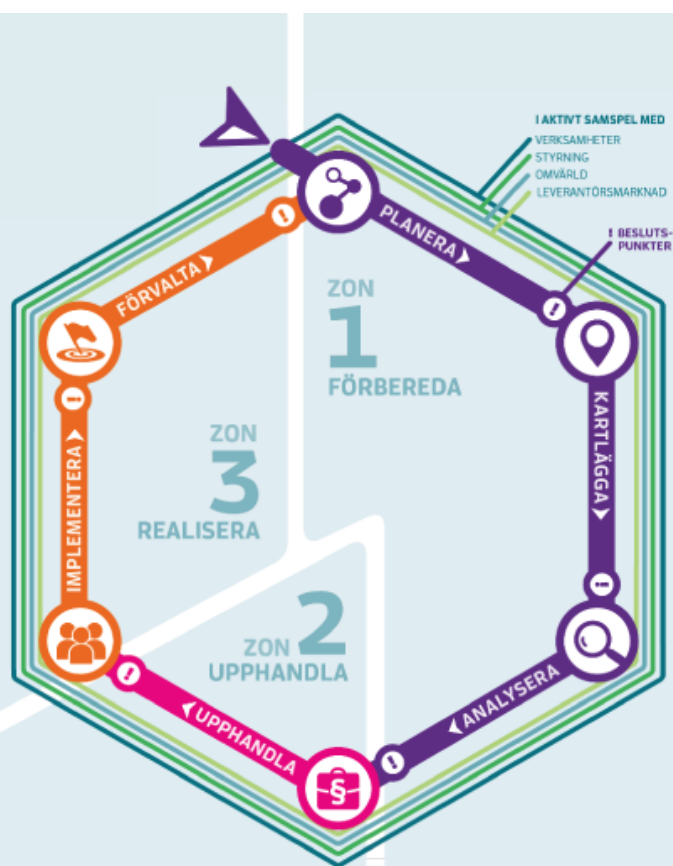 I AKTIVT SAMSPEL MED
VERKSAMHETER
STYRNING
OMVÄRLD
LEVERANTÖRSMARKNAD
! BESLUTS-
PUNKTER
PLANERA
FÖRVALTA
ZON
1
FÖRBEREDA
KARTLÄGGA
ZON
3
REALISERA
IMPLEMENTERA
ZON 2
UPPHANDLA
ANALYSERA
UPPHANDLA
§
!
!
!
!
!
!